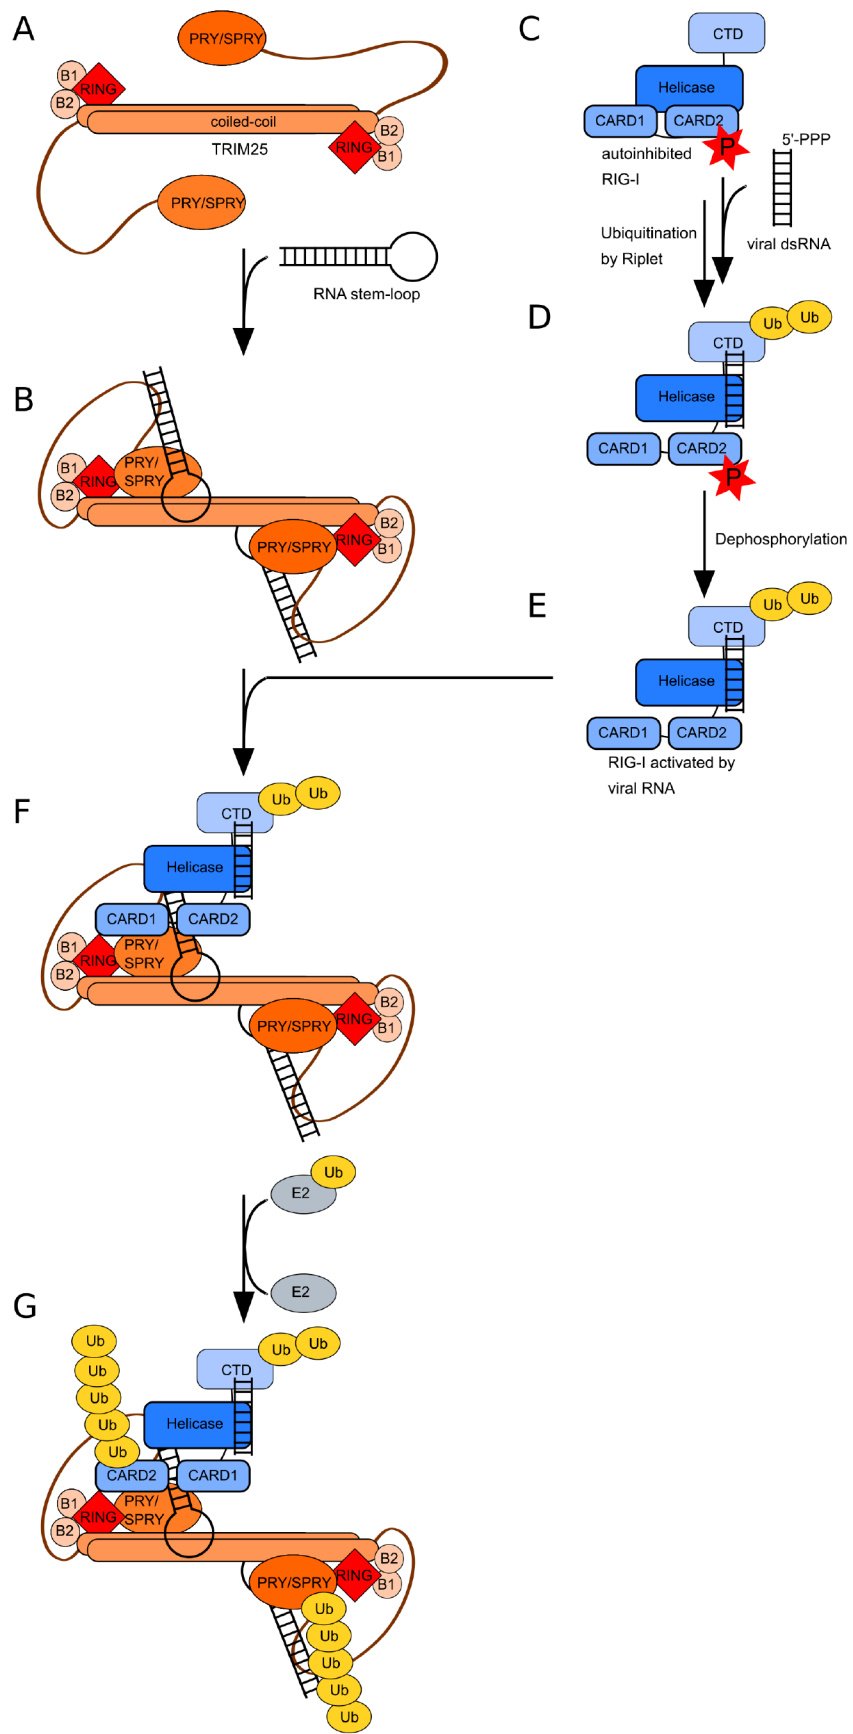 A
PRY/SPRY
B1
RING
B2
coiled-coil
B2
TRIM25
RING
B1
PRY/SPRY
RNA stem-loop
C
CTD
Helicase
CARD1
CARD2
P
autoinhibited
RIG-I
5'-PPP
viral dsRNA
Ubiquitination
by Riplet
D
Ub
Ub
CTD
Helicase
CARD1
CARD2
P
Dephosphorylation
B
B1
RING
PRY/
SPRY
B2
B2
PRY/SPRY
RING
B1
E
Ub
Ub
CTD
Helicase
CARD1
CARD2
RIG-I activated by
viral RNA
F
Ub
Ub
CTD
Helicase
CARD1
CARD2
B1
RING
PRY/
SPRY
B2
B2
PRY/SPRY
RING
B1
Ub
E2
E2
G
Ub
Ub
Ub
Ub
Ub
Ub
Ub
CTD
Helicase
CARD2
CARD1
B1
RING
PRY/
SPRY
B2
B2
PRY/SPRY
RING
B1
Ub
Ub
Ub
Ub
Ub